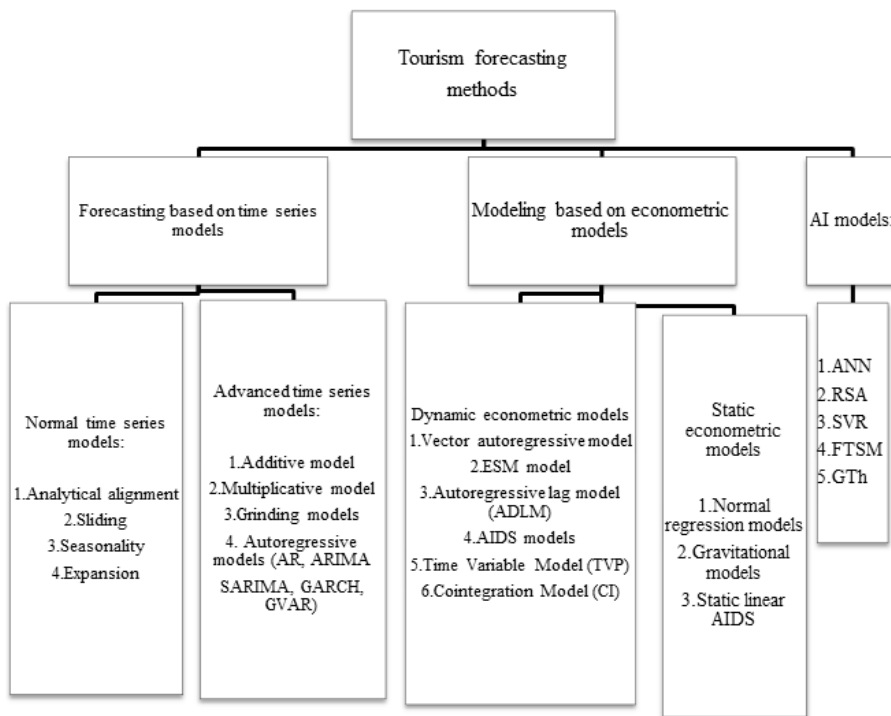 Tourism forecasting
methods
Forecasting based on time series
models
Modeling based on econometric
models
AI models:
Normal time series
models:
1.Analytical alignment
2.Sliding
3.Seasonality
4.Expansion
Advanced time series
models:
1.Additive model
2.Multiplicative model
3.Grinding models
4. Autoregressive
models (AR, ARIMA
SARIMA, GARCH,
GVAR)
Dynamic econometric models
1.Vector autoregressive model
2.ESM model
3.Autoregressive lag model
(ADLM)
4.AIDS models
5.Time Variable Model (TVP)
6.Cointegration Model (CI)
Static
econometric
models
1.Normal
regression models
2.Gravitational
models
3.Static linear
AIDS
1.ANN
2.RSA
3.SVR
4.FTSM
5.GTh